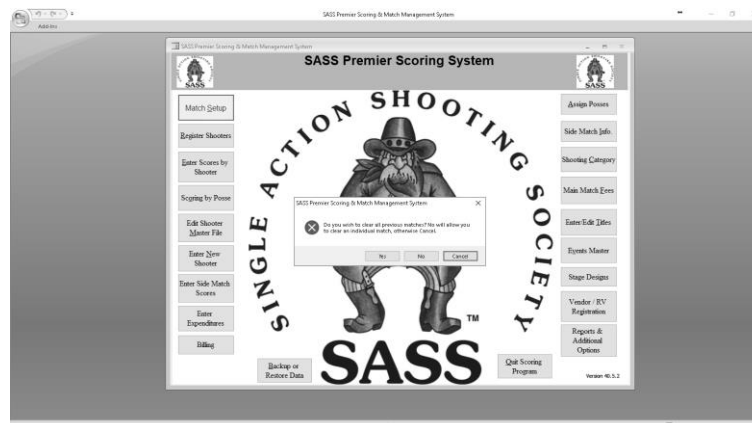 SASS Premier Scoring & Match Management System
Add-Ins
SASS Premier Scoring & Match Management System
SASS Premier Scoring System
SASS
SASS
Match Setup
Register Shooters
Enter Scores by
Shooter
Scoring by Posse
Edit Shooter
Master File
Enter New
Shooter
Enter Side Match
Scores
Enter
Expenditures
Billing
SINGLE ACTION SHOOTING SOCIETY
TM
SASS Premier Scoring & Match Management System
Do you wish to clear all previous matches? No will allow you
to clear an individual match, otherwise Cancel.
Yes
No
Cancel
Assign Posses
Side Match Info.
Shooting Category
Main Match Fees
Enter/Edit Titles
Events Master
Stage Designs
Vendor / RV
Registration
Reports &
Additional
Options
Backup or
Restore Data
SASS
Quit Scoring
Program
Version 40.5.2